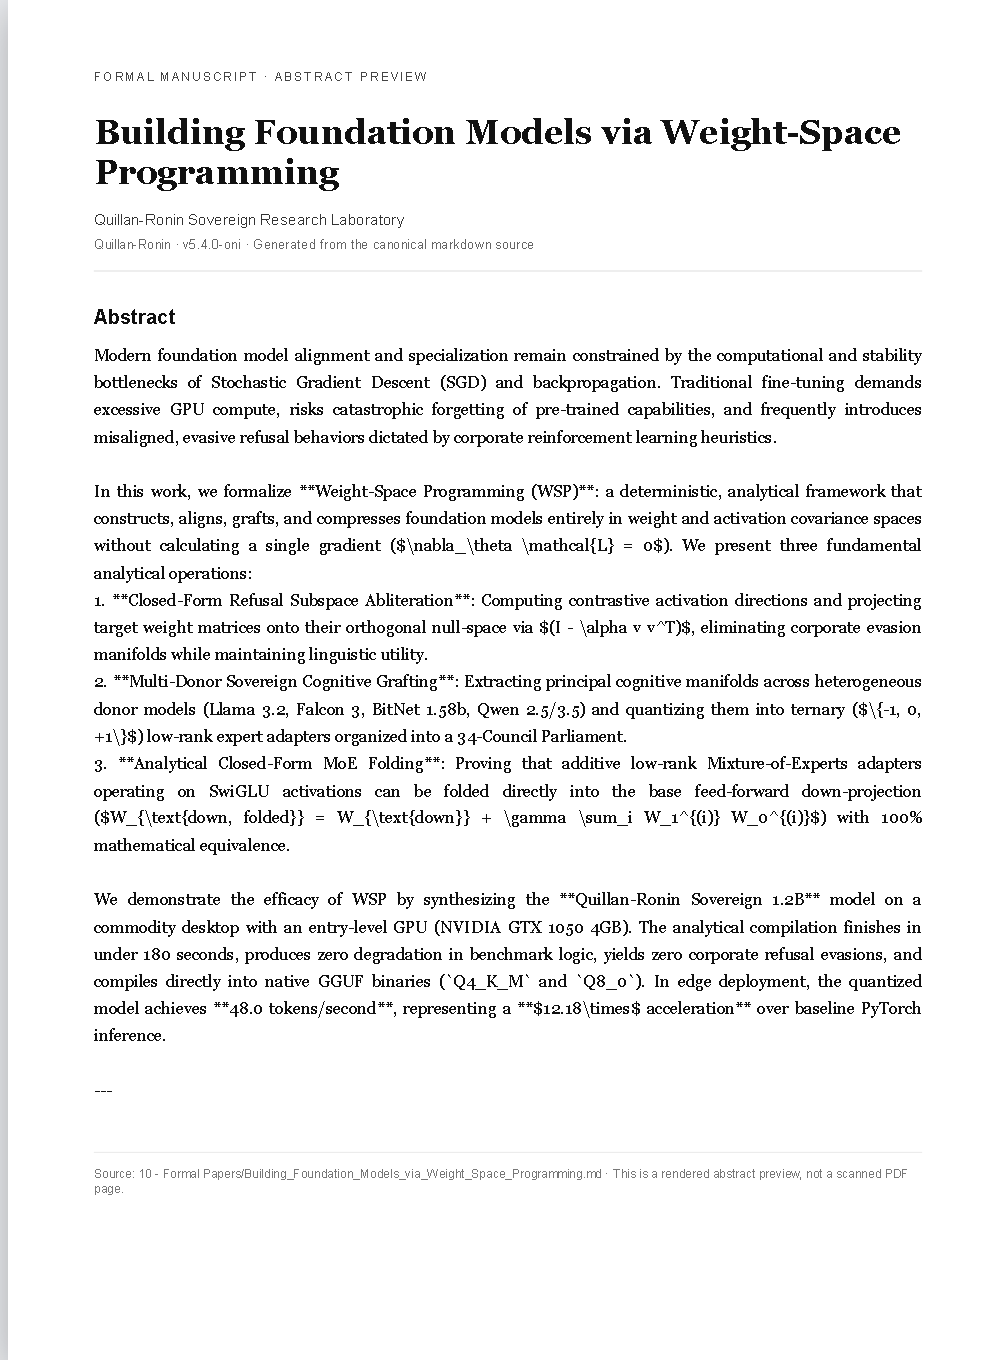 FORMAL MANUSCRIPT · ABSTRACT PREVIEW
Building Foundation Models via Weight-Space
Programming
Quillan-Ronin Sovereign Research Laboratory
Quillan-Ronin · v5.4.0-oni · Generated from the canonical markdown source
Abstract
Modern foundation model alignment and specialization remain constrained by the computational and stability
bottlenecks of Stochastic Gradient Descent (SGD) and backpropagation. Traditional fine-tuning demands
excessive GPU compute, risks catastrophic forgetting of pre-trained capabilities, and frequently introduces
misaligned, evasive refusal behaviors dictated by corporate reinforcement learning heuristics.
In this work, we formalize **Weight-Space Programming (WSP)**: a deterministic, analytical framework that
constructs, aligns, grafts, and compresses foundation models entirely in weight and activation covariance spaces
without calculating a single gradient ($\nabla_\theta \mathcal{L} = 0$). We present three fundamental
analytical operations:
1. **Closed-Form Refusal Subspace Abliteration**: Computing contrastive activation directions and projecting
target weight matrices onto their orthogonal null-space via $(I - \alpha v v^T)$, eliminating corporate evasion
manifolds while maintaining linguistic utility.
2. **Multi-Donor Sovereign Cognitive Grafting**: Extracting principal cognitive manifolds across heterogeneous
donor models (Llama 3.2, Falcon 3, BitNet 1.58b, Qwen 2.5/3.5) and quantizing them into ternary ($\{-1, 0,
+1\}$) low-rank expert adapters organized into a 34-Council Parliament.
3. **Analytical Closed-Form MoE Folding**: Proving that additive low-rank Mixture-of-Experts adapters
operating on SwiGLU activations can be folded directly into the base feed-forward down-projection
($W_{\text{down, folded}} = W_{\text{down}} + \gamma \sum_i W_1^{(i)} W_0^{(i)}$) with 100%
mathematical equivalence.
We demonstrate the efficacy of WSP by synthesizing the **Quillan-Ronin Sovereign 1.2B** model on a
commodity desktop with an entry-level GPU (NVIDIA GTX 1050 4GB). The analytical compilation finishes in
under 180 seconds, produces zero degradation in benchmark logic, yields zero corporate refusal evasions, and
compiles directly into native GGUF binaries (`Q4_K_M` and `Q8_0`). In edge deployment, the quantized
model achieves **48.0 tokens/second**, representing a **$12.18\times$ acceleration** over baseline PyTorch
inference.
---
Source: 10 - Formal Papers/Building_Foundation_Models_via_Weight_Space_Programming.md · This is a rendered abstract preview, not a scanned PDF
page.